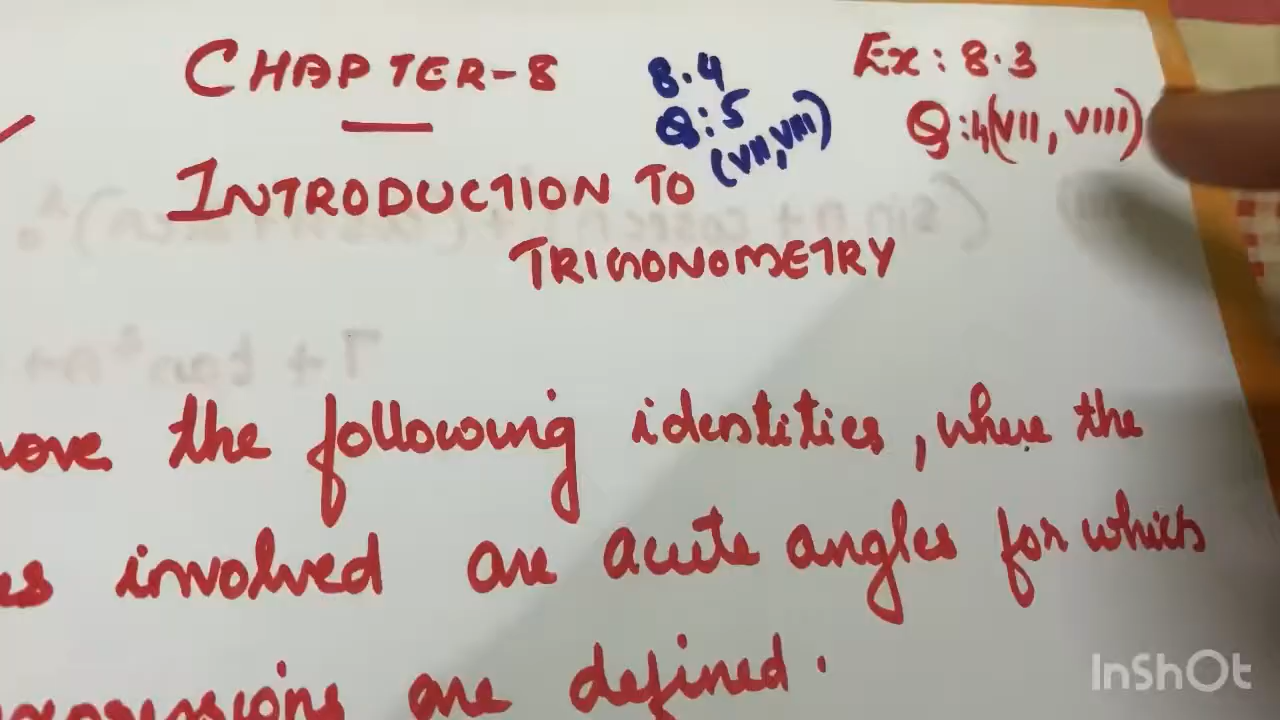 CHAPTER-8
8.4
Q:5
(VII, VIII)
Ex: 8.3
Q:4(VII, VIII)
INTRODUCTION TO
TRIGONOMETRY
ove the following identities, where the
es involved are acute angles for which
expressions are defined.
InShOt